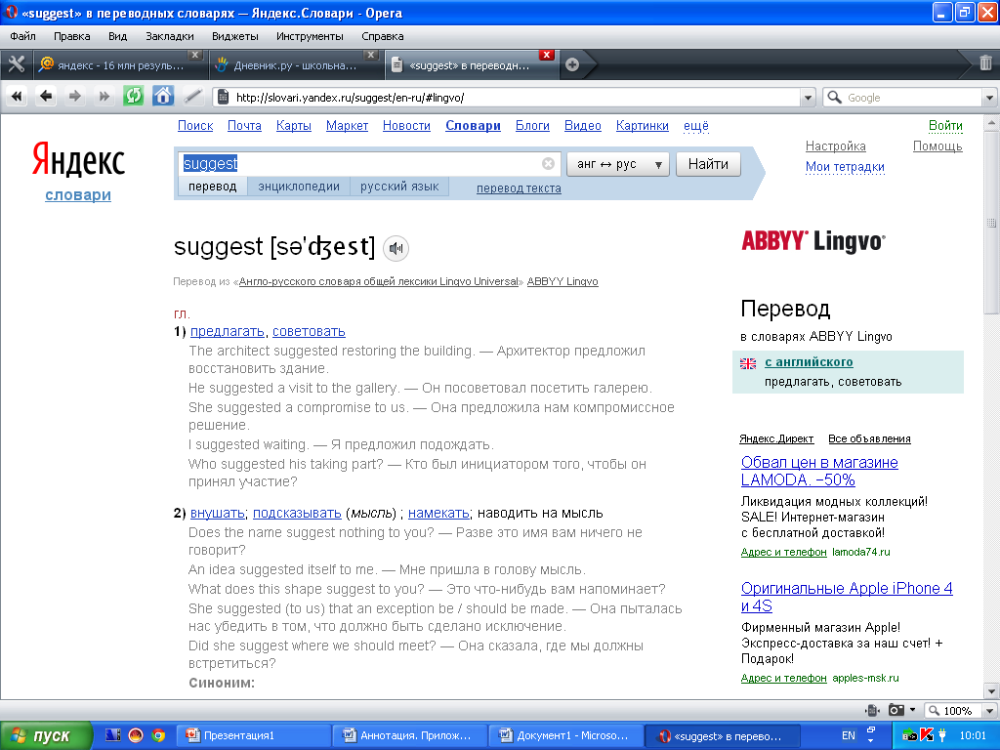 «suggest» в переводных словарях — Яндекс.Словари - Opera
Файл Правка Вид Закладки Виджеты Инструменты Справка
яндекс - 16 млн резуль... Дневник.ру - школьна... «suggest» в переводн...
http://slovari.yandex.ru/suggest/en-ru/#lingvo/ Google
Поиск Почта Карты Маркет Новости Словари Блоги Видео Картинки ещё Войти
Яндекс
словари
suggest анг ↔ рус ▼ Найти
перевод энциклопедии русский язык перевод текста
Настройка Помощь
Мои тетрадки
suggest [sə'ʤest]
Перевод из «Англо-русского словаря общей лексики Lingvo Universal» ABBYY Lingvo
гл.
1) предлагать, советовать
The architect suggested restoring the building. — Архитектор предложил
восстановить здание.
He suggested a visit to the gallery. — Он посоветовал посетить галерею.
She suggested a compromise to us. — Она предложила нам компромиссное
решение.
I suggested waiting. — Я предложил подождать.
Who suggested his taking part? — Кто был инициатором того, чтобы он
принял участие?
2) внушать; подсказывать (мысль) ; намекать; наводить на мысль
Does the name suggest nothing to you? — Разве это имя вам ничего не
говорит?
An idea suggested itself to me. — Мне пришла в голову мысль.
What does this shape suggest to you? — Это что-нибудь вам напоминает?
She suggested (to us) that an exception be / should be made. — Она пыталась
нас убедить в том, что должно быть сделано исключение.
Did she suggest where we should meet? — Она сказала, где мы должны
встретиться?
Синоним:
ABBYY Lingvo
Перевод
в словарях ABBYY Lingvo
с английского
предлагать, советовать
Яндекс.Директ Все объявления
Обвал цен в магазине
LAMODA. −50%
Ликвидация модных коллекций!
SALE! Интернет-магазин
с бесплатной доставкой!
Адрес и телефон lamoda74.ru
Оригинальные Apple iPhone 4
и 4S
Фирменный магазин Apple!
Экспресс-доставка за наш счет! +
Подарок!
Адрес и телефон apples-msk.ru
100%
пуск Презентация1 Аннотация. Прилож... Документ1 - Microso... «suggest» в перево... EN 10:01